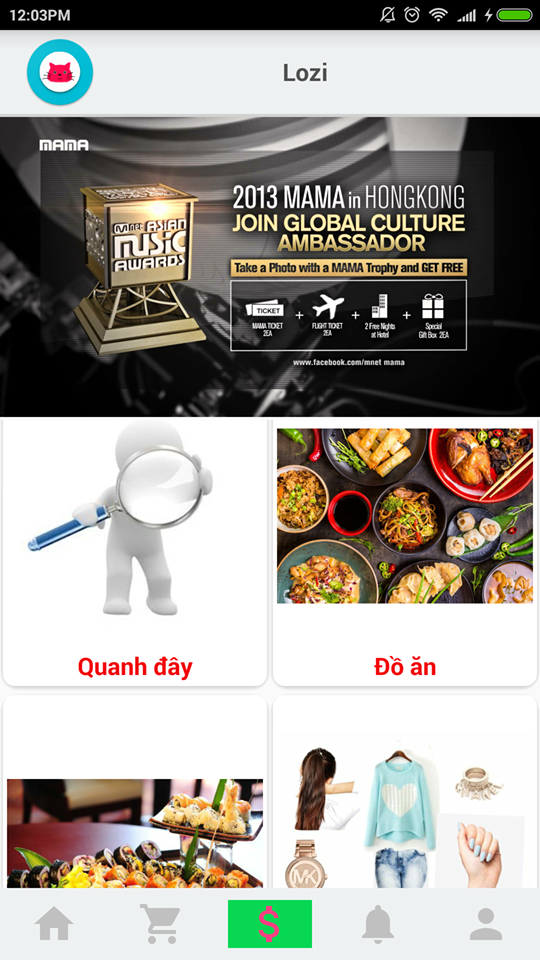 12:03PM
Lozi
MAMA
2013 MAMA in HONGKONG
JOIN GLOBAL CULTURE
AMBASSADOR
Take a Photo with a MAMA Trophy and GET FREE
Mnet ASIAN
MUSIC
AWARDS
TICKET
MAMA TICKET
2EA
+
FLIGHT TICKET
2EA
+
2 Free Nights
at Hotel
+
Special
Gift Box 2EA
www.facebook.com/mnet mama
Quanh đây
Đồ ăn
MK
$